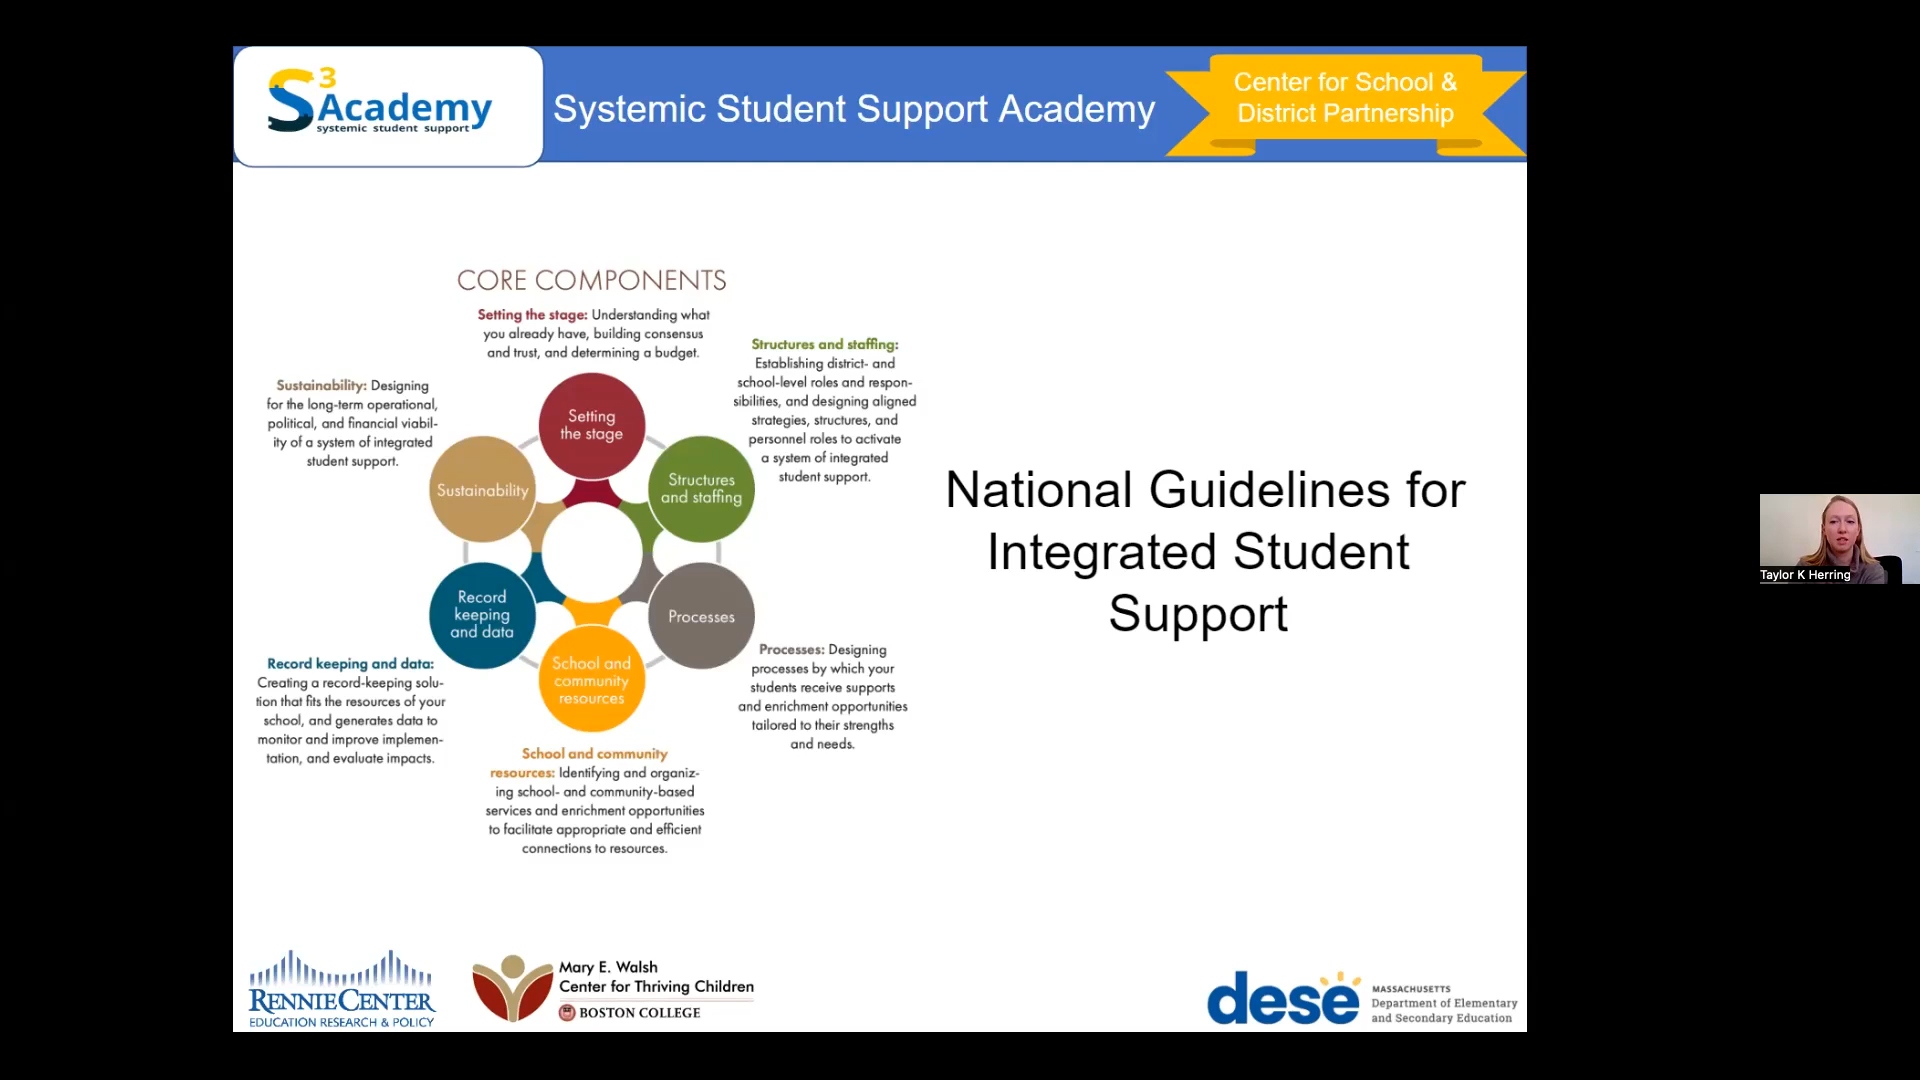 S3 Academy
systemic student support
Systemic Student Support Academy
Center for School &
District Partnership
CORE COMPONENTS
Setting the stage: Understanding what
you already have, building consensus
and trust, and determining a budget.
Structures and staffing:
Establishing district- and
school-level roles and respon-
sibilities, and designing aligned
strategies, structures, and
personnel roles to activate
a system of integrated
student support.
Sustainability: Designing
for the long-term operational,
political, and financial viabil-
ity of a system of integrated
student support.
Setting
the stage
Structures
and staffing
Sustainability
Record
keeping
and data
Processes
School and
community
resources
Processes: Designing
processes by which your
students receive supports
and enrichment opportunities
tailored to their strengths
and needs.
Record keeping and data:
Creating a record-keeping solu-
tion that fits the resources of your
school, and generates data to
monitor and improve implemen-
tation, and evaluate impacts.
School and community
resources: Identifying and organiz-
ing school- and community-based
services and enrichment opportunities
to facilitate appropriate and efficient
connections to resources.
National Guidelines for
Integrated Student
Support
Taylor K Herring
RENNIE CENTER
EDUCATION RESEARCH & POLICY
Mary E. Walsh
Center for Thriving Children
BOSTON COLLEGE
dese
MASSACHUSETTS
Department of Elementary
and Secondary Education